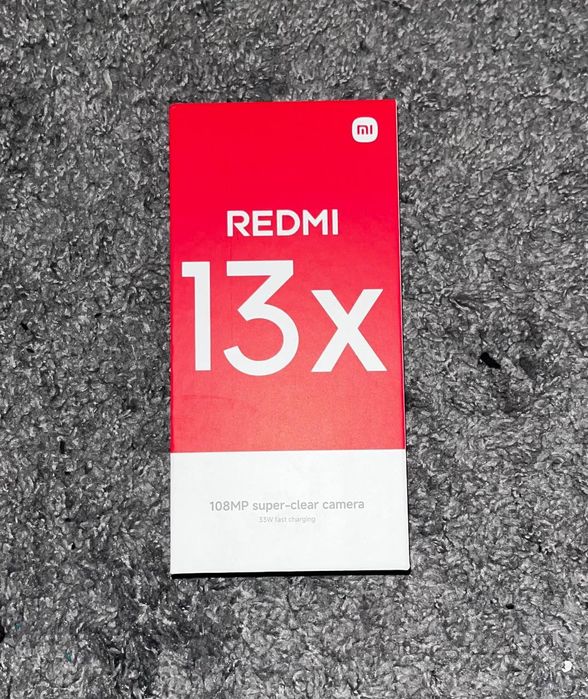 mi
REDMI
13x
108MP super-clear camera
33W fast charging